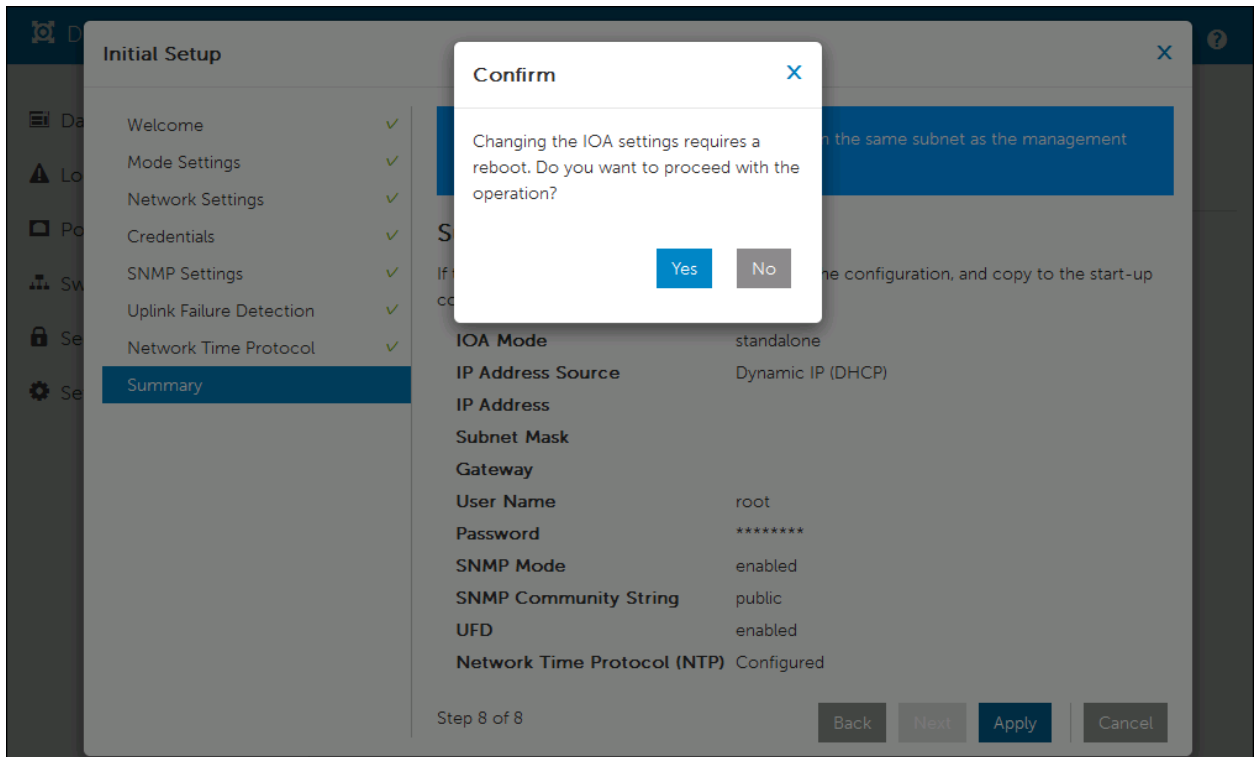 Initial Setup
X
Confirm
X
Changing the IOA settings requires a
reboot. Do you want to proceed with the
operation?
Yes
No
Welcome
Mode Settings
Network Settings
Credentials
SNMP Settings
Uplink Failure Detection
Network Time Protocol
Summary
the same subnet as the management
If
configuration, and copy to the start-up
IOA Mode standalone
IP Address Source Dynamic IP (DHCP)
IP Address
Subnet Mask
Gateway
User Name root
Password ********
SNMP Mode enabled
SNMP Community String public
UFD enabled
Network Time Protocol (NTP) Configured
Step 8 of 8
Back
Next
Apply
Cancel